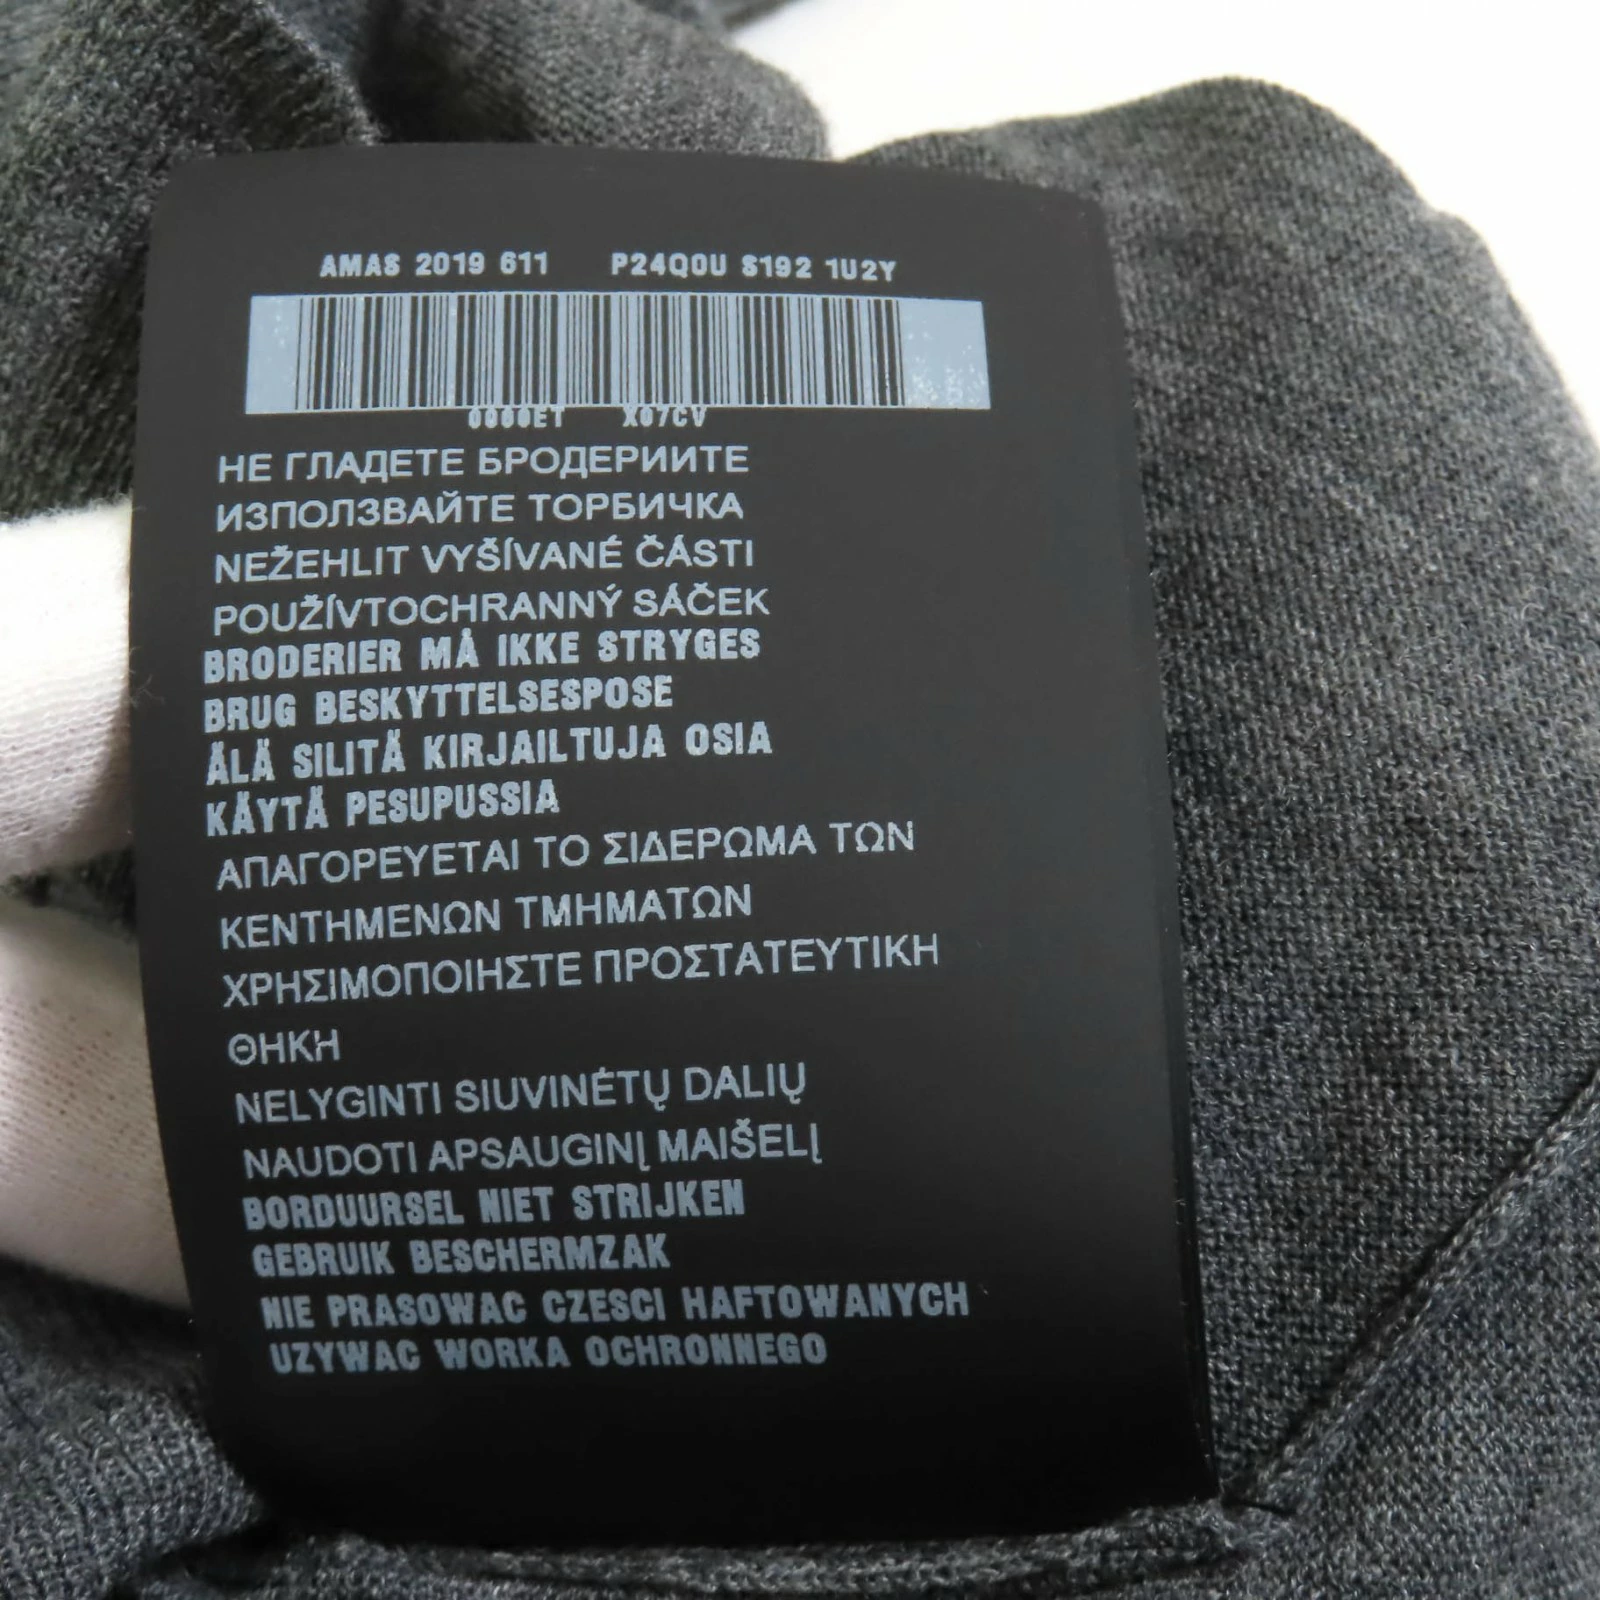 AMAS 2019 611 P24Q0U S192 1U2Y
0000ET X07CV
НЕ ГЛАДЕТЕ БРОДЕРИИТЕ
ИЗПОЛЗВАЙТЕ ТОРБИЧКА
NEŽEHLIT VYŠÍVANÉ ČÁSTI
POUŽÍVTOCHRANNÝ SÁČEK
BRODERIER MÅ IKKE STRYGES
BRUG BESKYTTELSESPOSE
ÄLÄ SILITÄ KIRJAILTUJA OSIA
KÄYTÄ PESUPUSSIA
ΑΠΑΓΟΡΕΥΕΤΑΙ ΤΟ ΣΙΔΕΡΩΜΑ ΤΩΝ
ΚΕΝΤΗΜΕΝΩΝ ΤΜΗΜΑΤΩΝ
ΧΡΗΣΙΜΟΠΟΙΗΣΤΕ ΠΡΟΣΤΑΤΕΥΤΙΚΗ
ΘΗΚΗ
NELYGINTI SIUVINĖTŲ DALIŲ
NAUDOTI APSAUGINĮ MAIŠELĮ
BORDUURSEL NIET STRIJKEN
GEBRUIK BESCHERMZAK
NIE PRASOWAC CZESCI HAFTOWANYCH
UZYWAC WORKA OCHRONNEGO